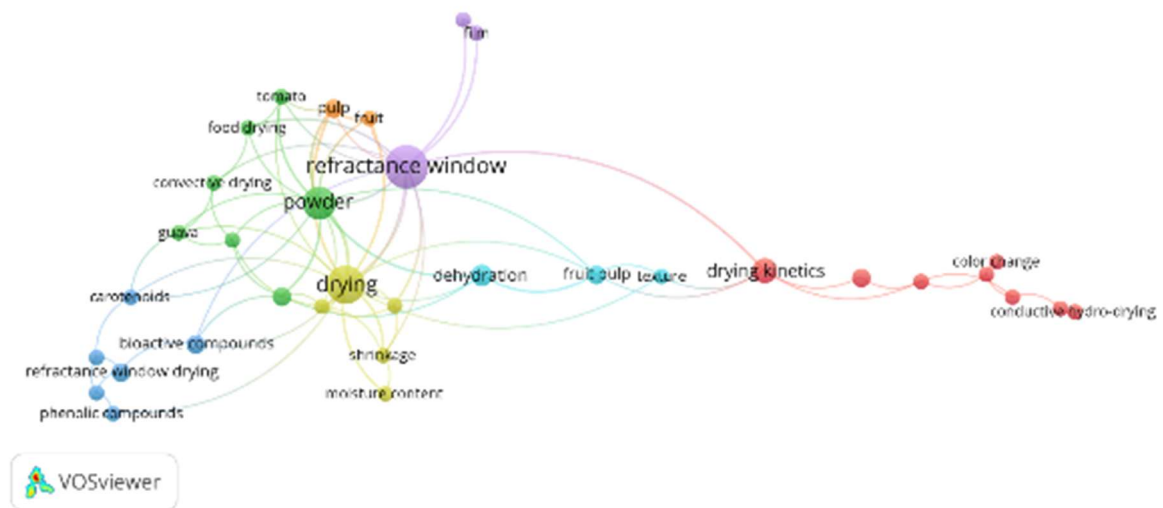 film
tomato
pulp
fruit
food drying
refractance window
convective drying
powder
guava
drying
dehydration
fruit pulp
texture
drying kinetics
color change
carotenoids
conductive hydro-drying
bioactive compounds
shrinkage
refractance window drying
moisture content
phenolic compounds
VOSviewer